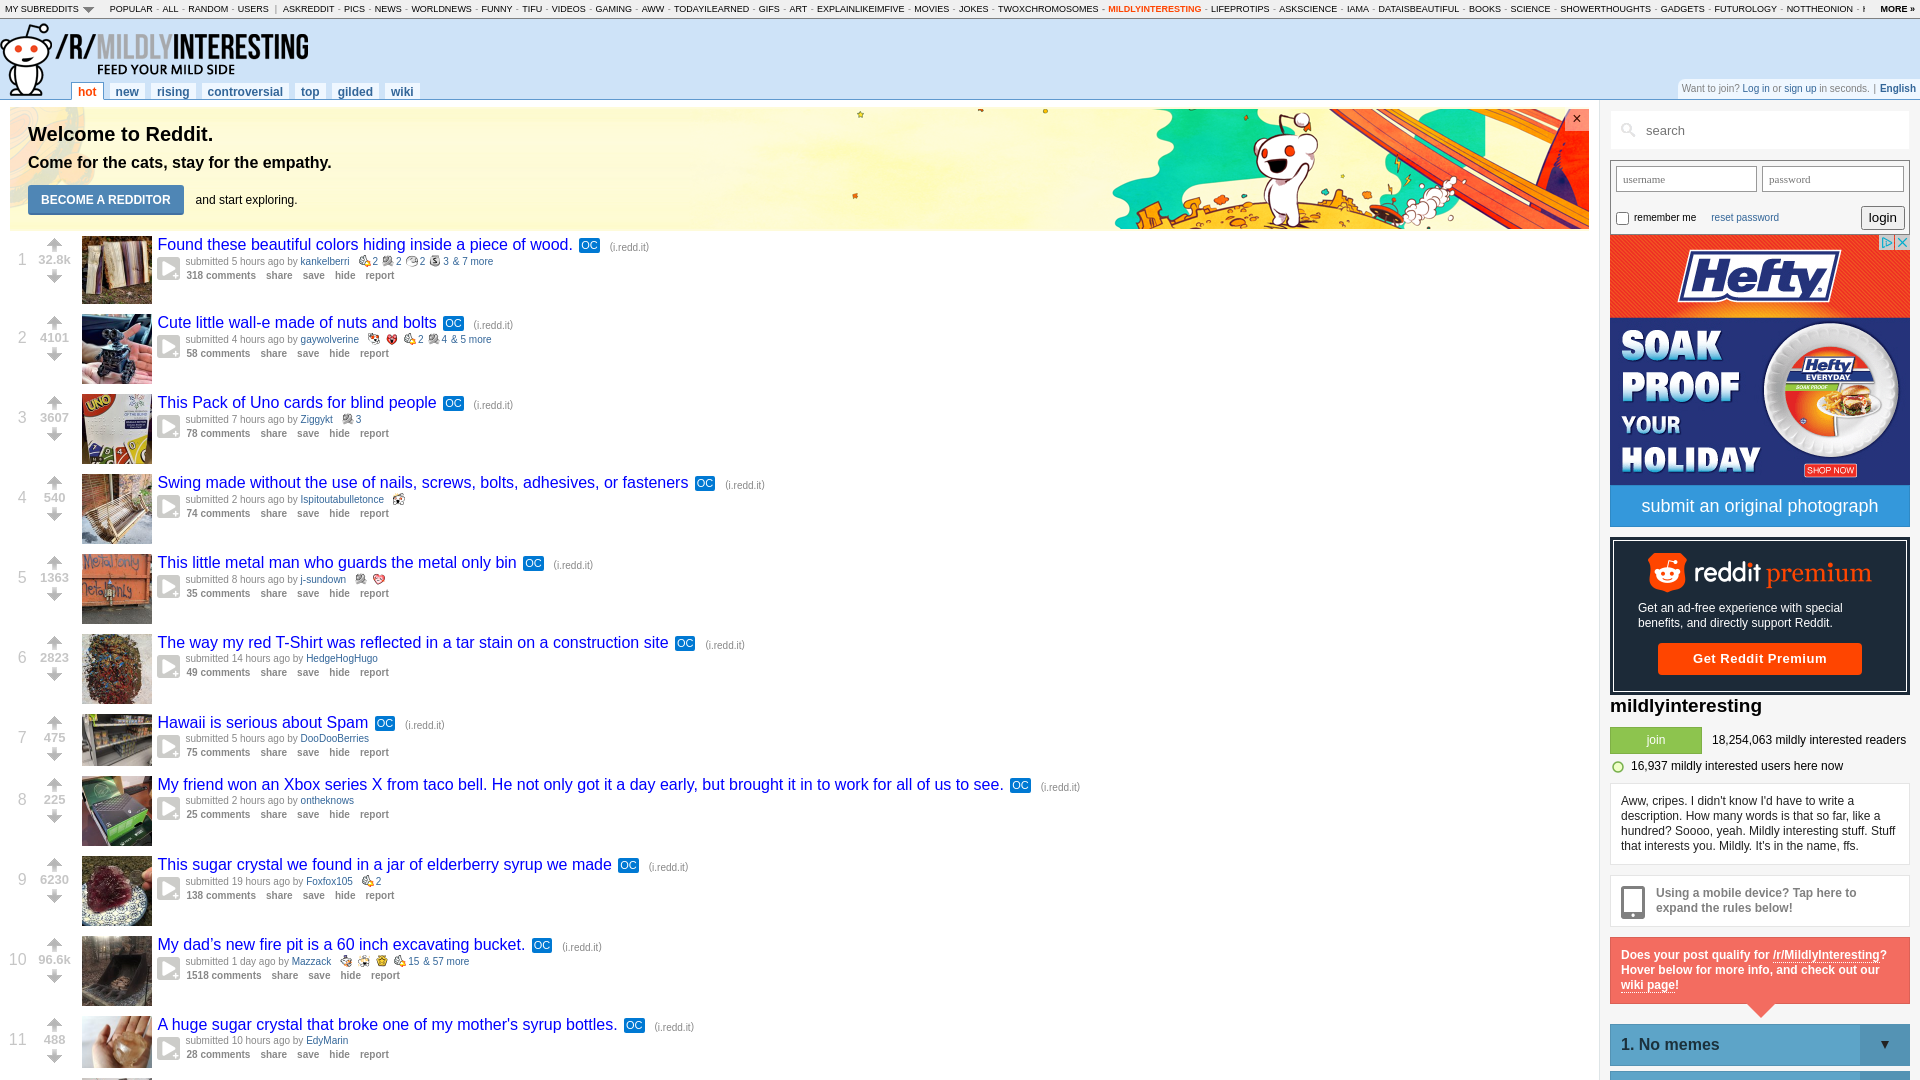 MY SUBREDDITS POPULAR - ALL - RANDOM - USERS | ASKREDDIT - PICS - NEWS - WORLDNEWS - FUNNY - TIFU - VIDEOS - GAMING - AWW - TODAYILEARNED - GIFS - ART - EXPLAINLIKEIMFIVE - MOVIES - JOKES - TWOXCHROMOSOMES - MILDLYINTERESTING - LIFEPROTIPS - ASKSCIENCE - IAMA - DATAISBEAUTIFUL - BOOKS - SCIENCE - SHOWERTHOUGHTS - GADGETS - FUTUROLOGY - NOTTHEONION - MORE »
/R/MILDLYINTERESTING
FEED YOUR MILD SIDE
hot new rising controversial top gilded wiki
Want to join? Log in or sign up in seconds. | English
Welcome to Reddit.
Come for the cats, stay for the empathy.
BECOME A REDDITOR and start exploring.
×
1 32.8k
Found these beautiful colors hiding inside a piece of wood. OC (i.redd.it)
submitted 5 hours ago by kankelberri 2 2 2 3 & 7 more
318 comments share save hide report
2 4101
Cute little wall-e made of nuts and bolts OC (i.redd.it)
submitted 4 hours ago by gaywolverine 2 4 & 5 more
58 comments share save hide report
3 3607
UNO
This Pack of Uno cards for blind people OC (i.redd.it)
submitted 7 hours ago by Ziggykt 3
78 comments share save hide report
4 540
Swing made without the use of nails, screws, bolts, adhesives, or fasteners OC (i.redd.it)
submitted 2 hours ago by Ispitoutabulletonce
74 comments share save hide report
5 1363
Metal only
This little metal man who guards the metal only bin OC (i.redd.it)
submitted 8 hours ago by j-sundown
35 comments share save hide report
6 2823
The way my red T-Shirt was reflected in a tar stain on a construction site OC (i.redd.it)
submitted 14 hours ago by HedgeHogHugo
49 comments share save hide report
7 475
Hawaii is serious about Spam OC (i.redd.it)
submitted 5 hours ago by DooDooBerries
75 comments share save hide report
8 225
My friend won an Xbox series X from taco bell. He not only got it a day early, but brought it in to work for all of us to see. OC (i.redd.it)
submitted 2 hours ago by ontheknows
25 comments share save hide report
9 6230
This sugar crystal we found in a jar of elderberry syrup we made OC (i.redd.it)
submitted 19 hours ago by Foxfox105 2
138 comments share save hide report
10 96.6k
My dad’s new fire pit is a 60 inch excavating bucket. OC (i.redd.it)
submitted 1 day ago by Mazzack 15 & 57 more
1518 comments share save hide report
11 488
A huge sugar crystal that broke one of my mother's syrup bottles. OC (i.redd.it)
submitted 10 hours ago by EdyMarin
28 comments share save hide report
search
username password
remember me reset password login
Hefty
SOAK
PROOF
YOUR
HOLIDAY
Hefty
EVERYDAY
SOAK PROOF
SHOP NOW
submit an original photograph
reddit premium
Get an ad-free experience with special
benefits, and directly support Reddit.
Get Reddit Premium
mildlyinteresting
join 18,254,063 mildly interested readers
16,937 mildly interested users here now
Aww, cripes. I didn't know I'd have to write a
description. How many words is that so far, like a
hundred? Soooo, yeah. Mildly interesting stuff. Stuff
that interests you. Mildly. It's in the name, ffs.
Using a mobile device? Tap here to
expand the rules below!
Does your post qualify for /r/MildlyInteresting?
Hover below for more info, and check out our
wiki page!
1. No memes ▼